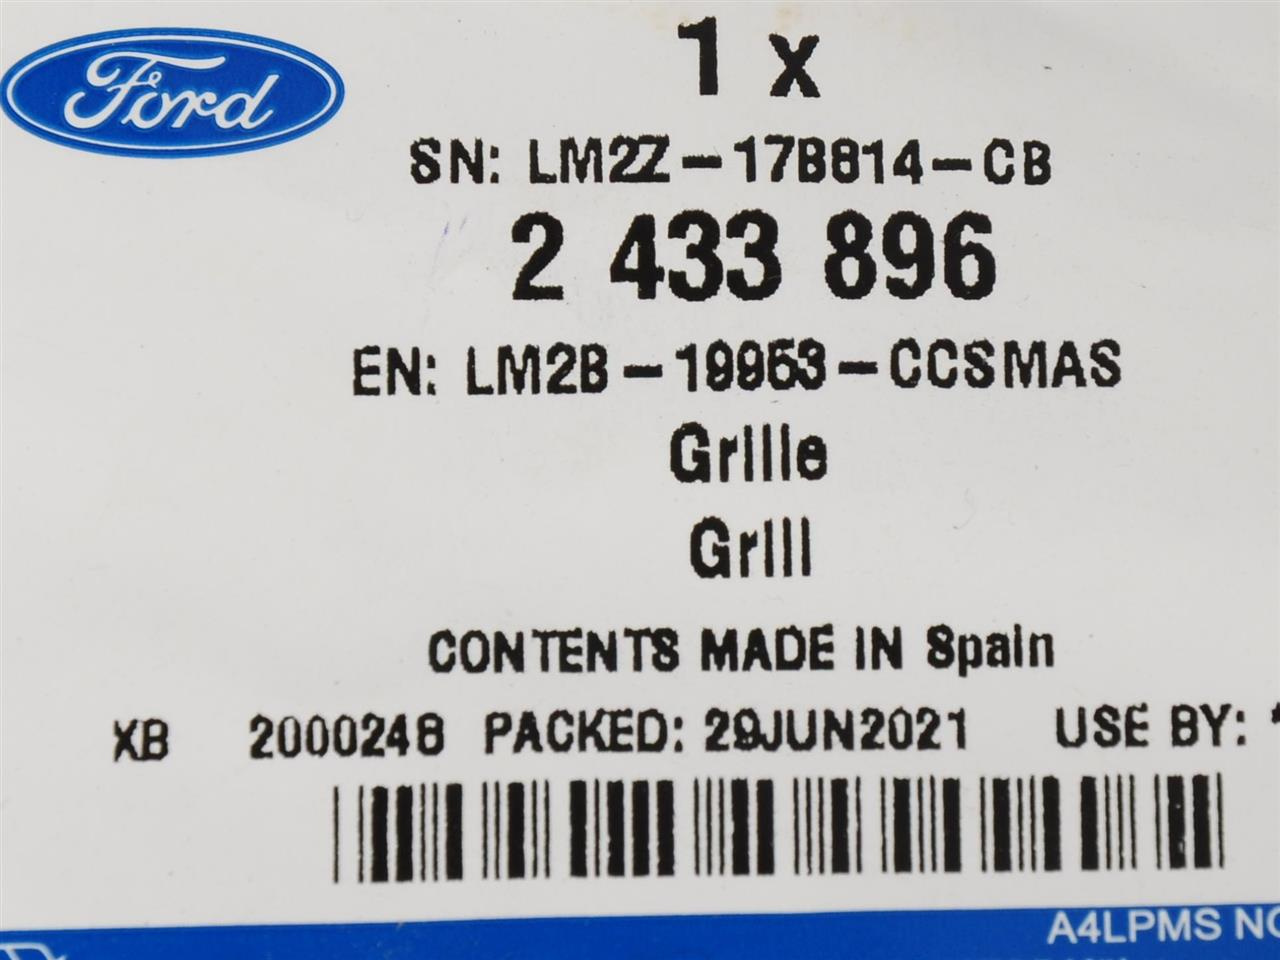 Ford
1 x
SN: LM2Z-17B814-CB
2 433 896
EN: LM2B-19953-CCSMAS
Grille
Grill
CONTENTS MADE IN Spain
XB 2000248 PACKED: 29JUN2021 USE BY:
A4LPMS